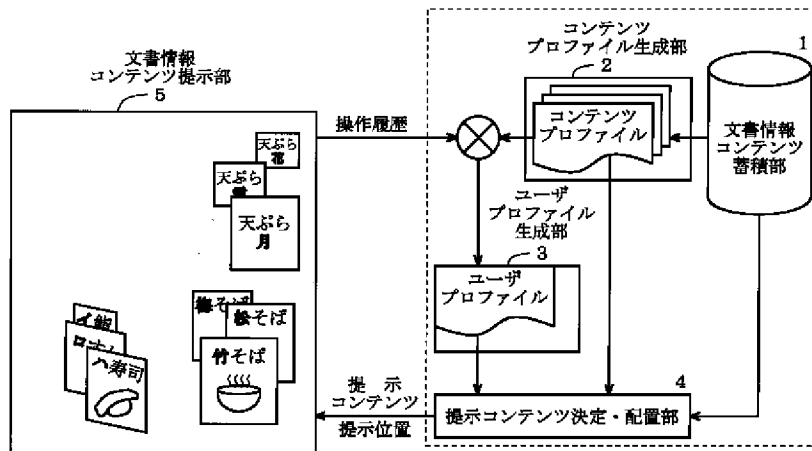 コンテンツ
プロファイル生成部
2
1
文書情報
コンテンツ提示部
5
操作履歴
コンテンツ
プロファイル
文書情報
コンテンツ
蓄積部
天ぷら
花
天ぷら
天ぷら
月
ユーザ
プロファイル
生成部
3
ユーザ
プロファイル
梅そば
松そば
竹そば
ハ寿司
提 示
コンテンツ
提示位置
4
提示コンテンツ決定・配置部